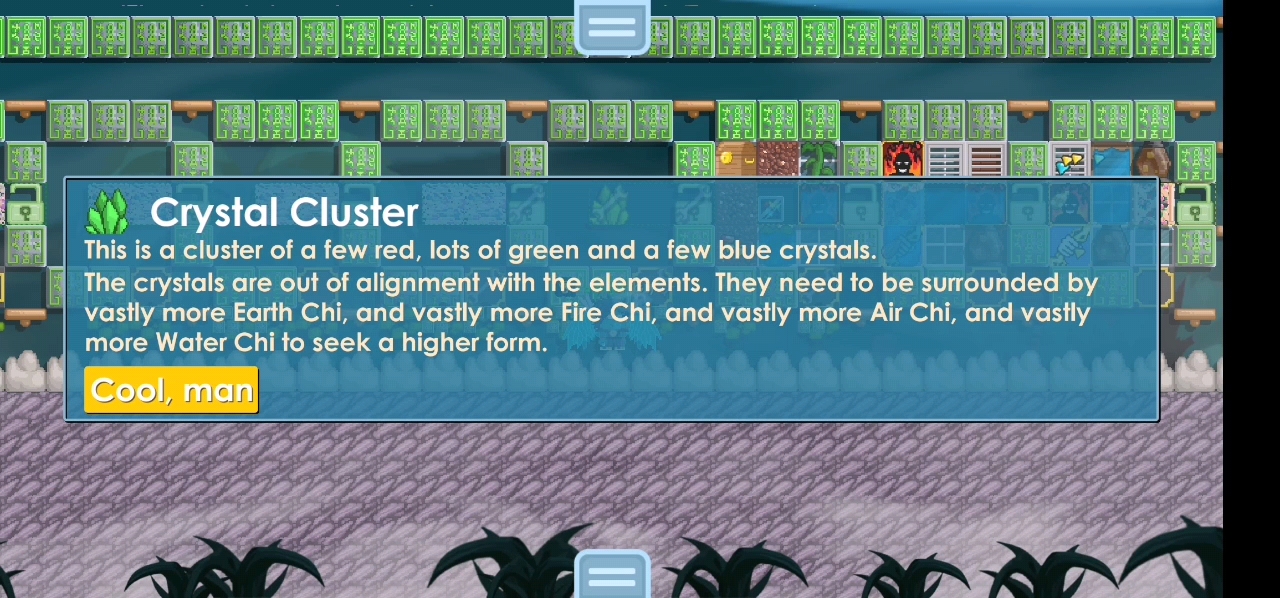 Crystal Cluster
This is a cluster of a few red, lots of green and a few blue crystals.
The crystals are out of alignment with the elements. They need to be surrounded by
vastly more Earth Chi, and vastly more Fire Chi, and vastly more Air Chi, and vastly
more Water Chi to seek a higher form.
Cool, man